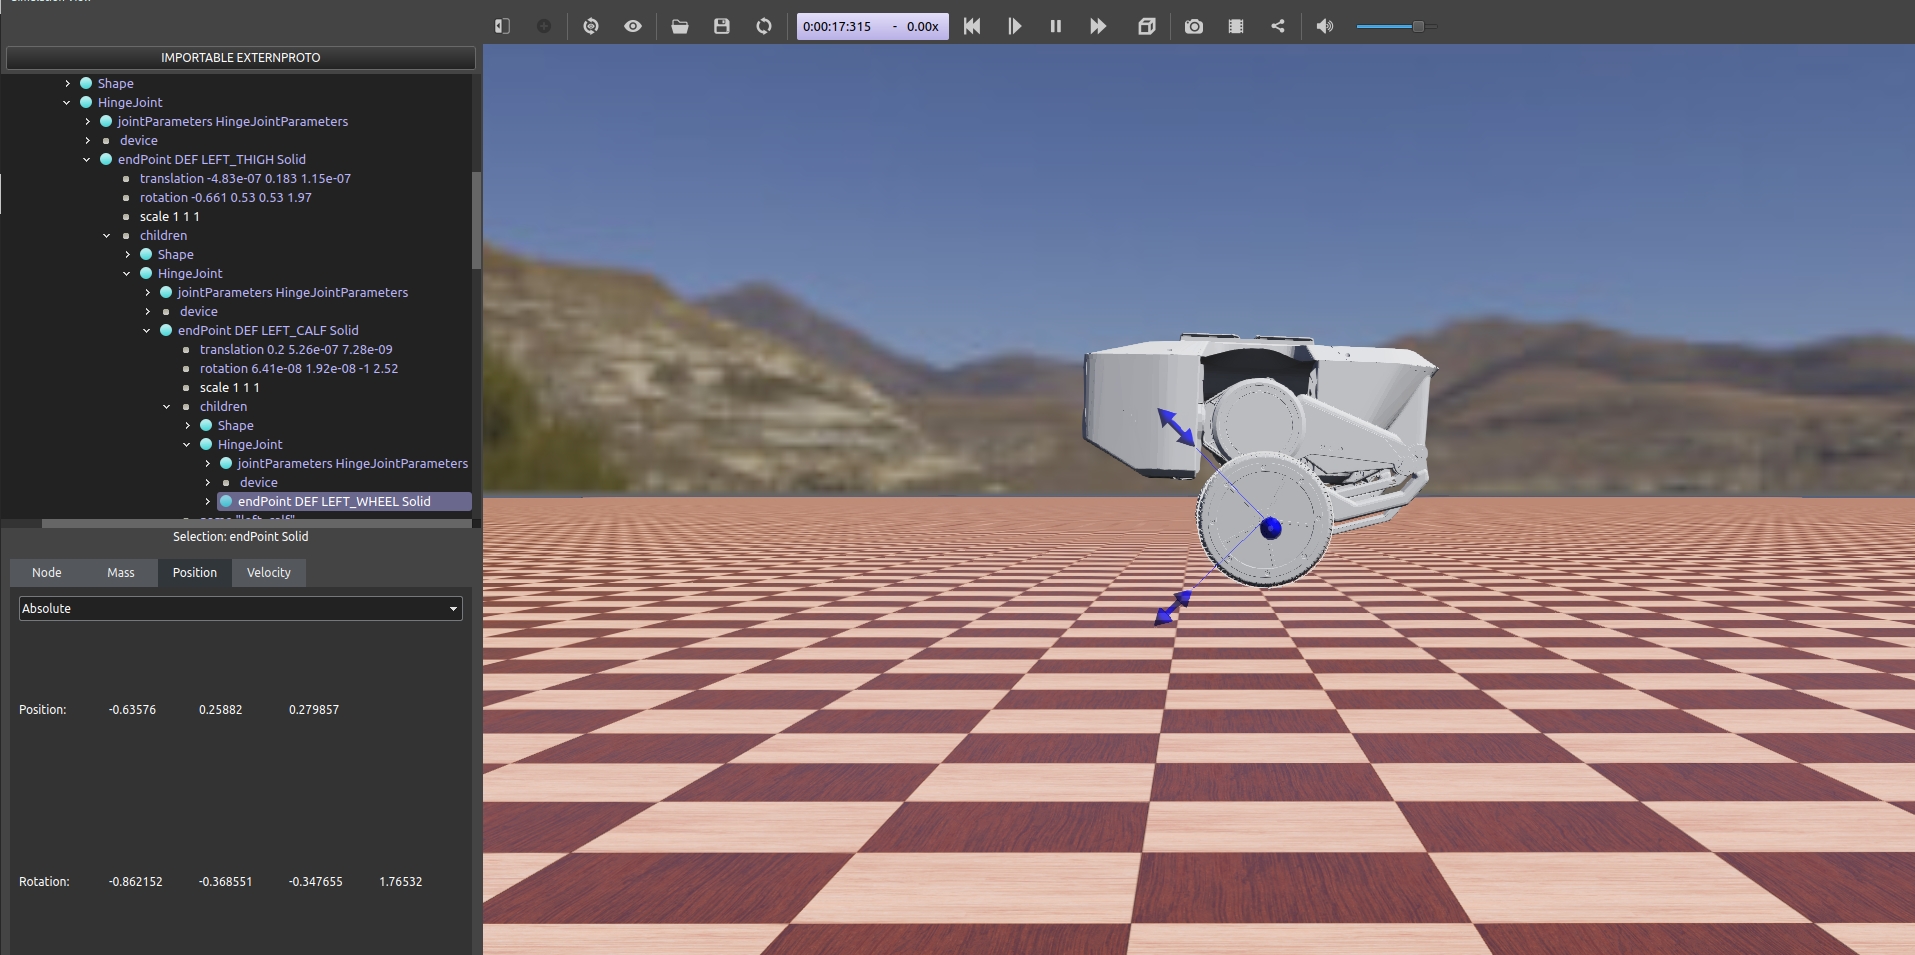 Simulation View
0:00:17:315 - 0.00x
IMPORTABLE EXTERNPROTO
Shape
HingeJoint
jointParameters HingeJointParameters
device
endPoint DEF LEFT_THIGH Solid
translation -4.83e-07 0.183 1.15e-07
rotation -0.661 0.53 0.53 1.97
scale 1 1 1
children
Shape
HingeJoint
jointParameters HingeJointParameters
device
endPoint DEF LEFT_CALF Solid
translation 0.2 5.26e-07 7.28e-09
rotation 6.41e-08 1.92e-08 -1 2.52
scale 1 1 1
children
Shape
HingeJoint
jointParameters HingeJointParameters
device
endPoint DEF LEFT_WHEEL Solid
name "left_calf"
Selection: endPoint Solid
Node Mass Position Velocity
Absolute
Position: -0.63576 0.25882 0.279857
Rotation: -0.862152 -0.368551 -0.347655 1.76532